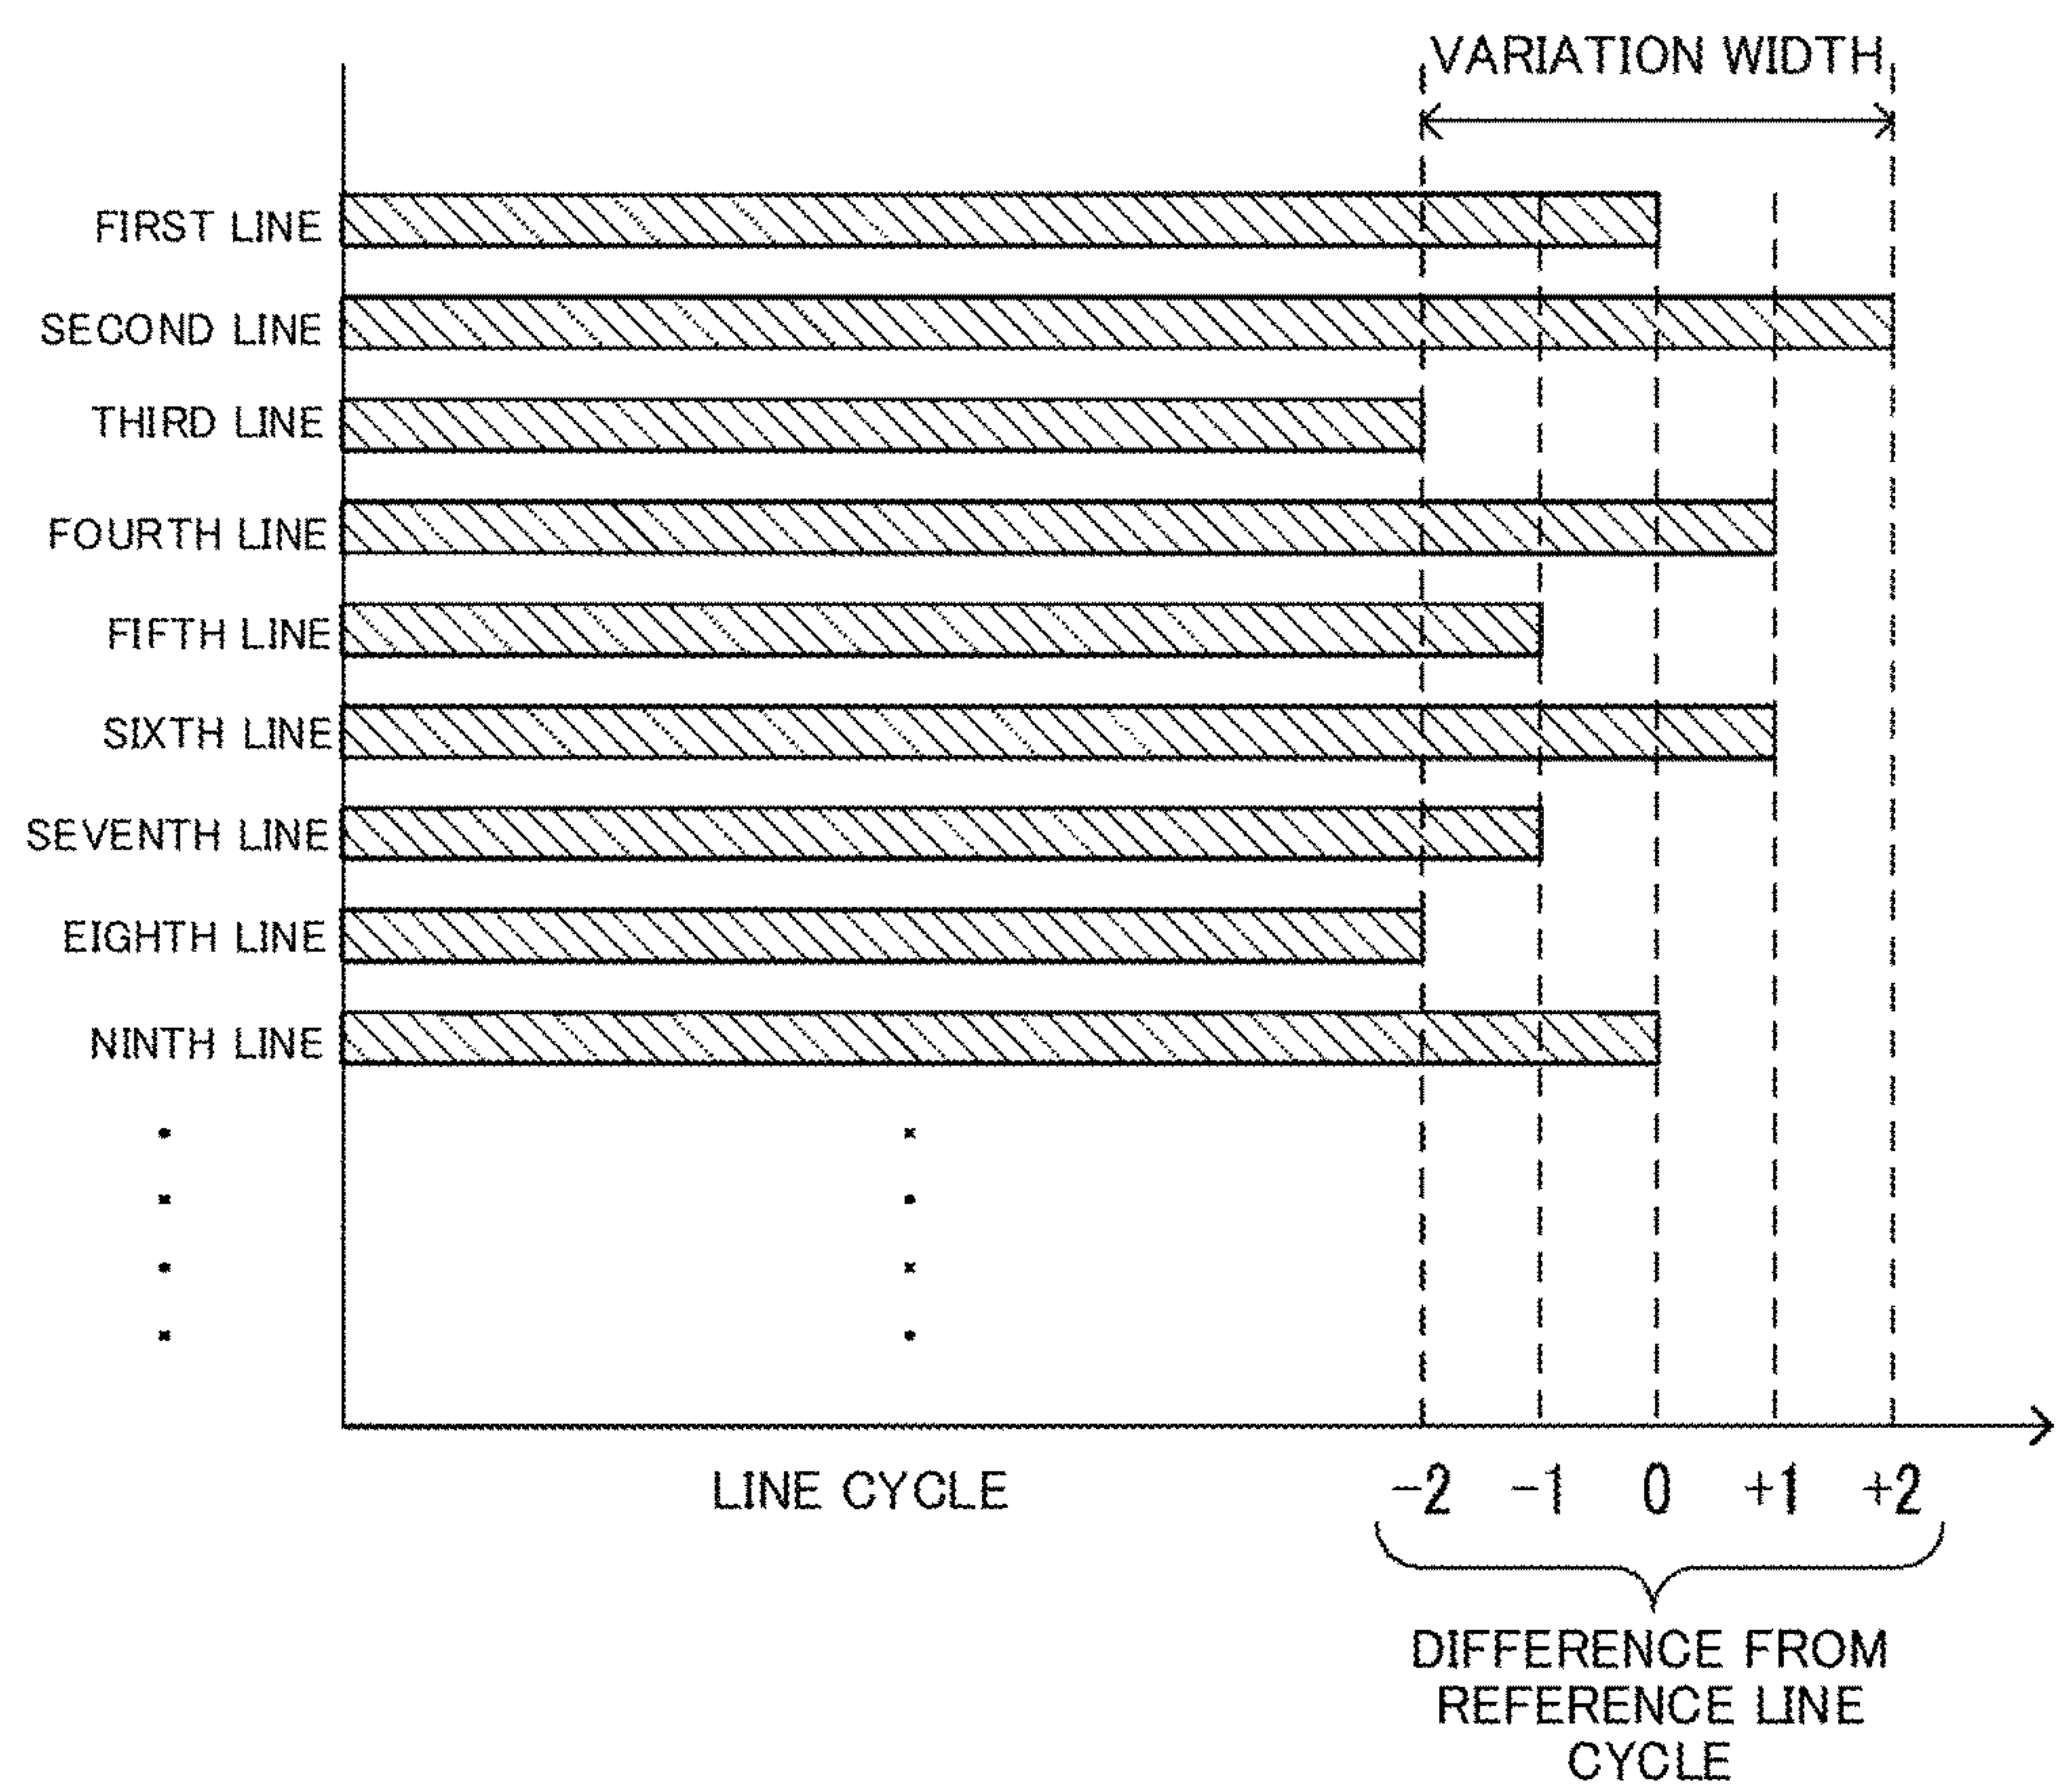 VARIATION WIDTH
FIRST LINE
SECOND LINE
THIRD LINE
FOURTH LINE
FIFTH LINE
SIXTH LINE
SEVENTH LINE
EIGHTH LINE
NINTH LINE
LINE CYCLE
-2 -1 0 +1 +2
DIFFERENCE FROM
REFERENCE LINE
CYCLE